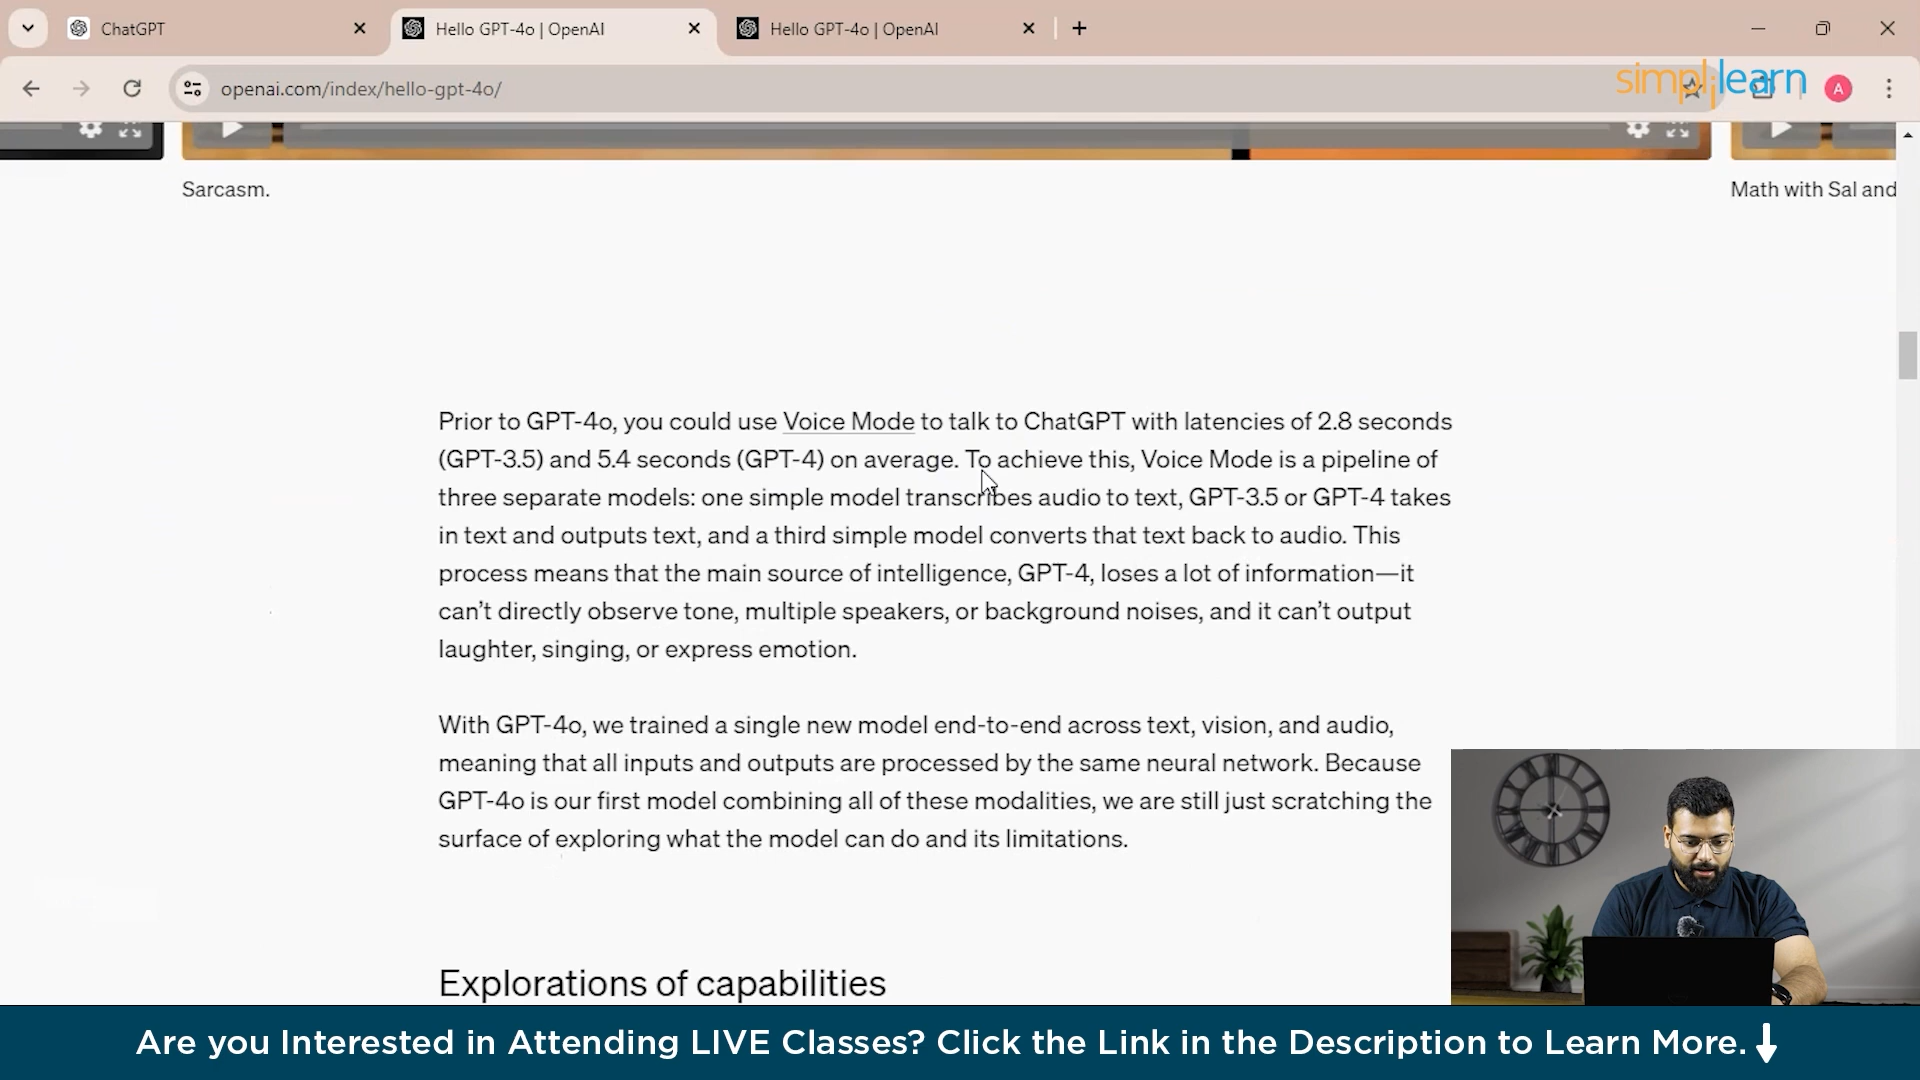 ChatGPT
Hello GPT-4o | OpenAI
Hello GPT-4o | OpenAI
openai.com/index/hello-gpt-4o/
simplilearn
A
Sarcasm.
Math with Sal and
Prior to GPT-4o, you could use Voice Mode to talk to ChatGPT with latencies of 2.8 seconds
(GPT-3.5) and 5.4 seconds (GPT-4) on average. To achieve this, Voice Mode is a pipeline of
three separate models: one simple model transcribes audio to text, GPT-3.5 or GPT-4 takes
in text and outputs text, and a third simple model converts that text back to audio. This
process means that the main source of intelligence, GPT-4, loses a lot of information—it
can’t directly observe tone, multiple speakers, or background noises, and it can’t output
laughter, singing, or express emotion.
With GPT-4o, we trained a single new model end-to-end across text, vision, and audio,
meaning that all inputs and outputs are processed by the same neural network. Because
GPT-4o is our first model combining all of these modalities, we are still just scratching the
surface of exploring what the model can do and its limitations.
Explorations of capabilities
Are you Interested in Attending LIVE Classes? Click the Link in the Description to Learn More.